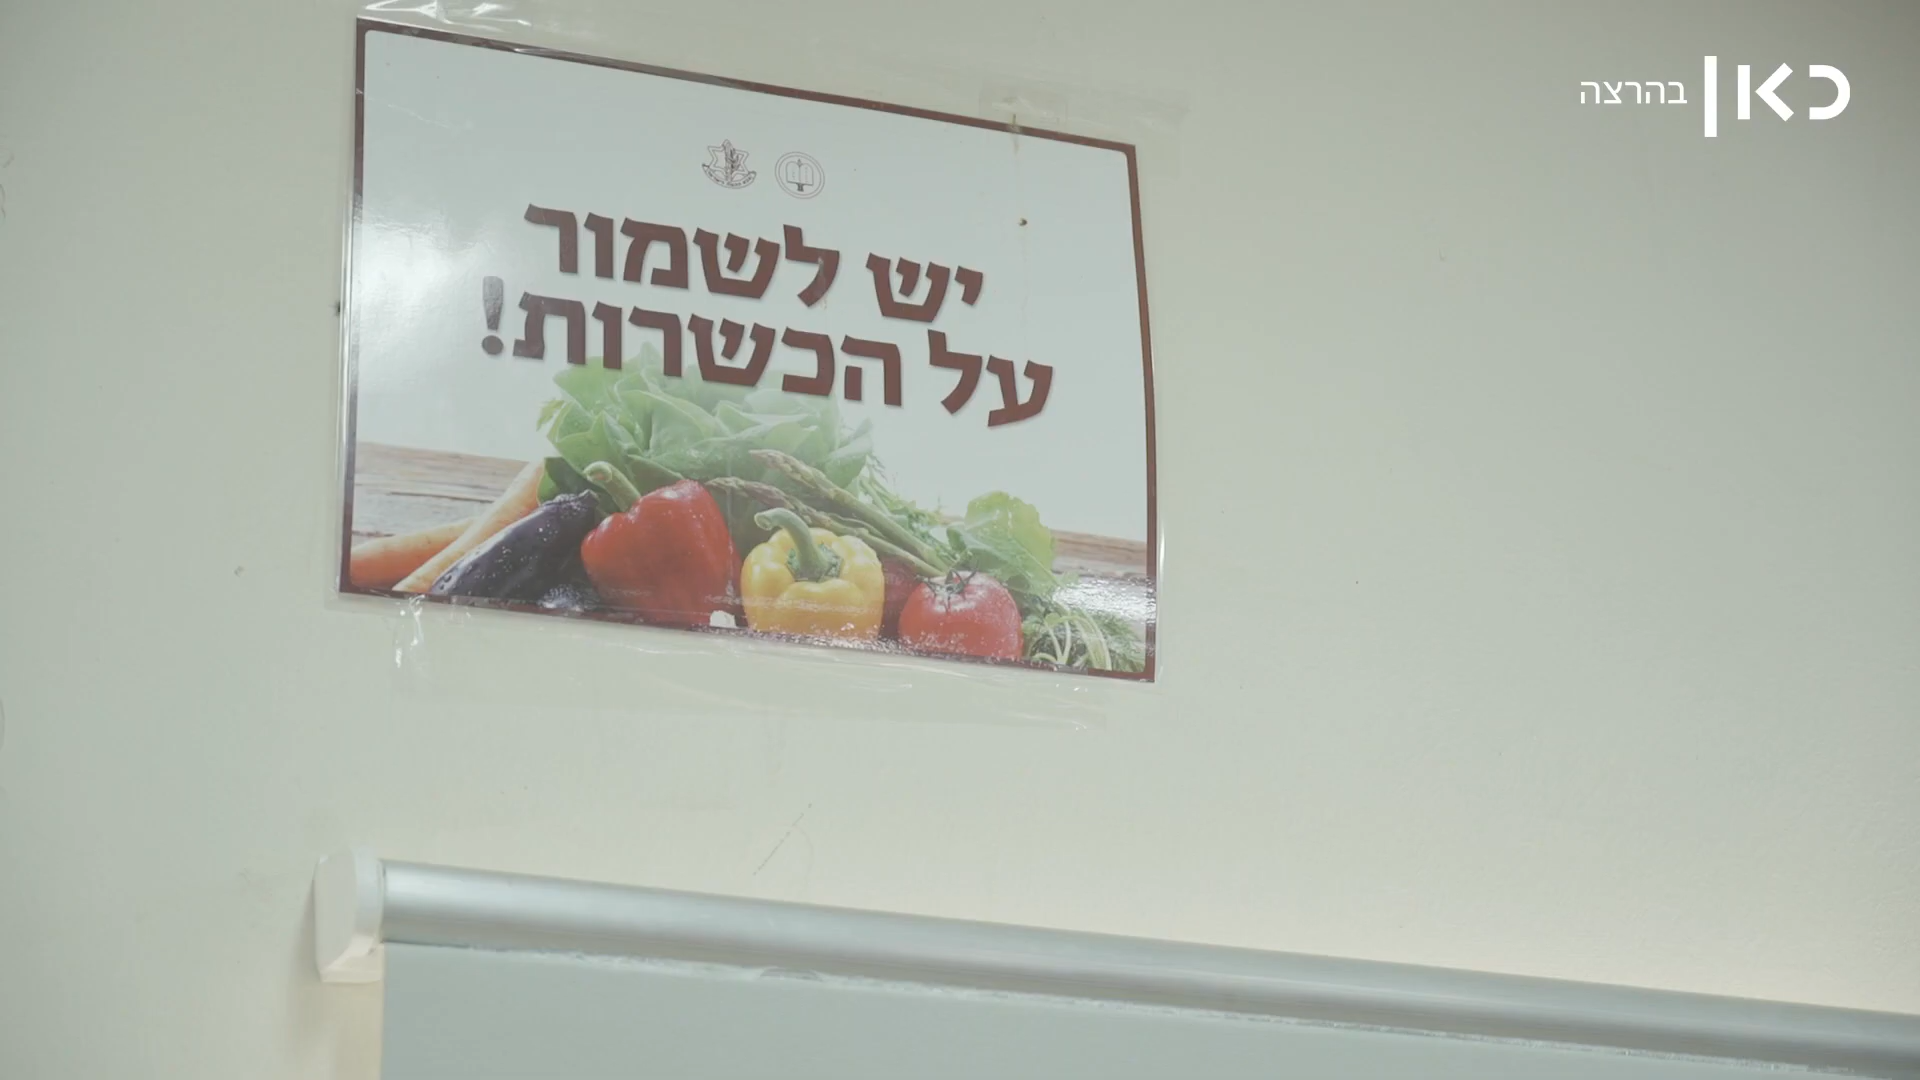 כאן בהרצה
יש לשמור
על הכשרות!